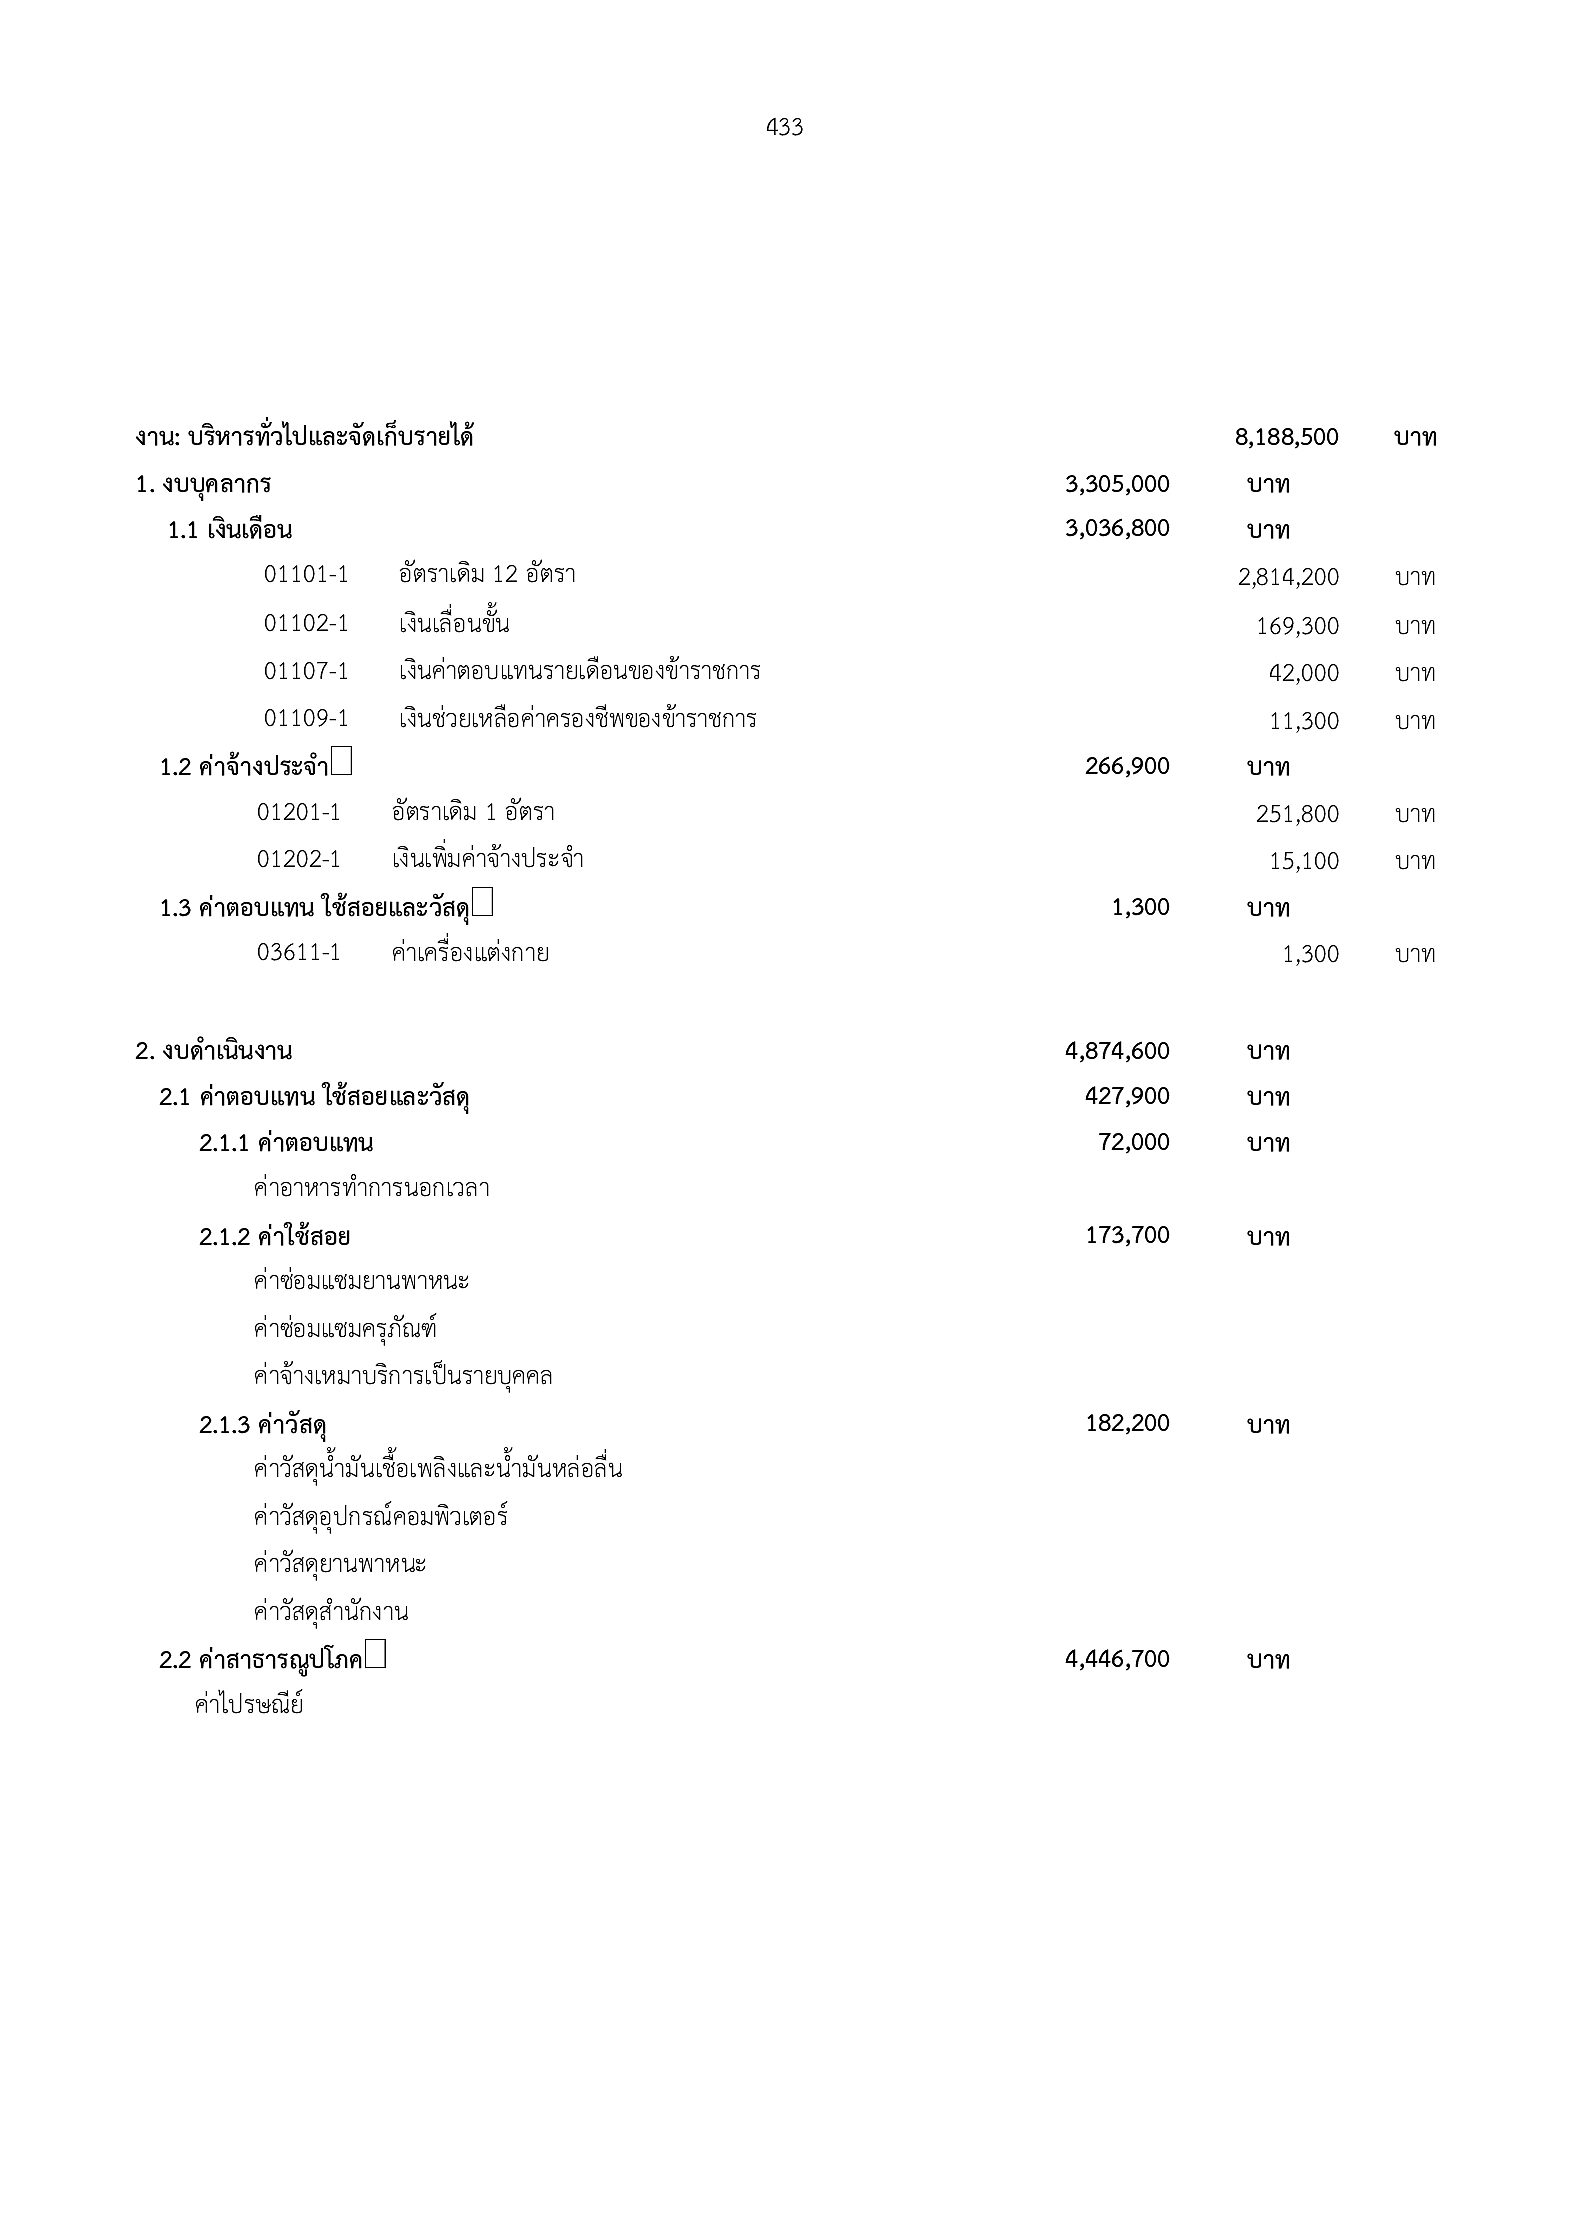 433
งาน: บริหารทั่วไปและจัดเก็บรายได้ 8,188,500 บาท
1. งบบุคลากร 3,305,000 บาท
1.1 เงินเดือน 3,036,800 บาท
01101-1 อัตราเดิม 12 อัตรา 2,814,200 บาท
01102-1 เงินเลื่อนขั้น 169,300 บาท
01107-1 เงินค่าตอบแทนรายเดือนของข้าราชการ 42,000 บาท
01109-1 เงินช่วยเหลือค่าครองชีพของข้าราชการ 11,300 บาท
1.2 ค่าจ้างประจำ 266,900 บาท
01201-1 อัตราเดิม 1 อัตรา 251,800 บาท
01202-1 เงินเพิ่มค่าจ้างประจำ 15,100 บาท
1.3 ค่าตอบแทน ใช้สอยและวัสดุ 1,300 บาท
03611-1 ค่าเครื่องแต่งกาย 1,300 บาท
2. งบดำเนินงาน 4,874,600 บาท
2.1 ค่าตอบแทน ใช้สอยและวัสดุ 427,900 บาท
2.1.1 ค่าตอบแทน 72,000 บาท
ค่าอาหารทำการนอกเวลา
2.1.2 ค่าใช้สอย 173,700 บาท
ค่าซ่อมแซมยานพาหนะ
ค่าซ่อมแซมครุภัณฑ์
ค่าจ้างเหมาบริการเป็นรายบุคคล
2.1.3 ค่าวัสดุ 182,200 บาท
ค่าวัสดุน้ำมันเชื้อเพลิงและน้ำมันหล่อลื่น
ค่าวัสดุอุปกรณ์คอมพิวเตอร์
ค่าวัสดุยานพาหนะ
ค่าวัสดุสำนักงาน
2.2 ค่าสาธารณูปโภค 4,446,700 บาท
ค่าไปรษณีย์